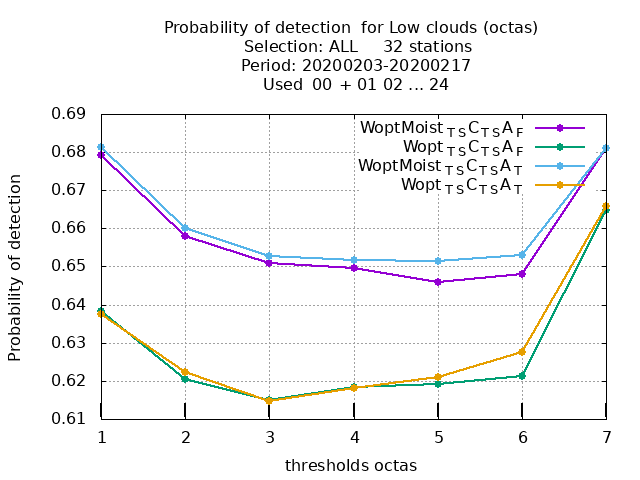 Probability of detection  for Low clouds (octas)
Selection: ALL     32 stations
Period: 20200203-20200217
Used  00 + 01 02 ... 24
WoptMoist TS C TS A F
Wopt TS C TS A F
WoptMoist TS C TS A T
Wopt TS C TS A T
0.69
0.68
0.67
0.66
0.65
0.64
0.63
0.62
0.61
Probability of detection
1 2 3 4 5 6 7
thresholds octas